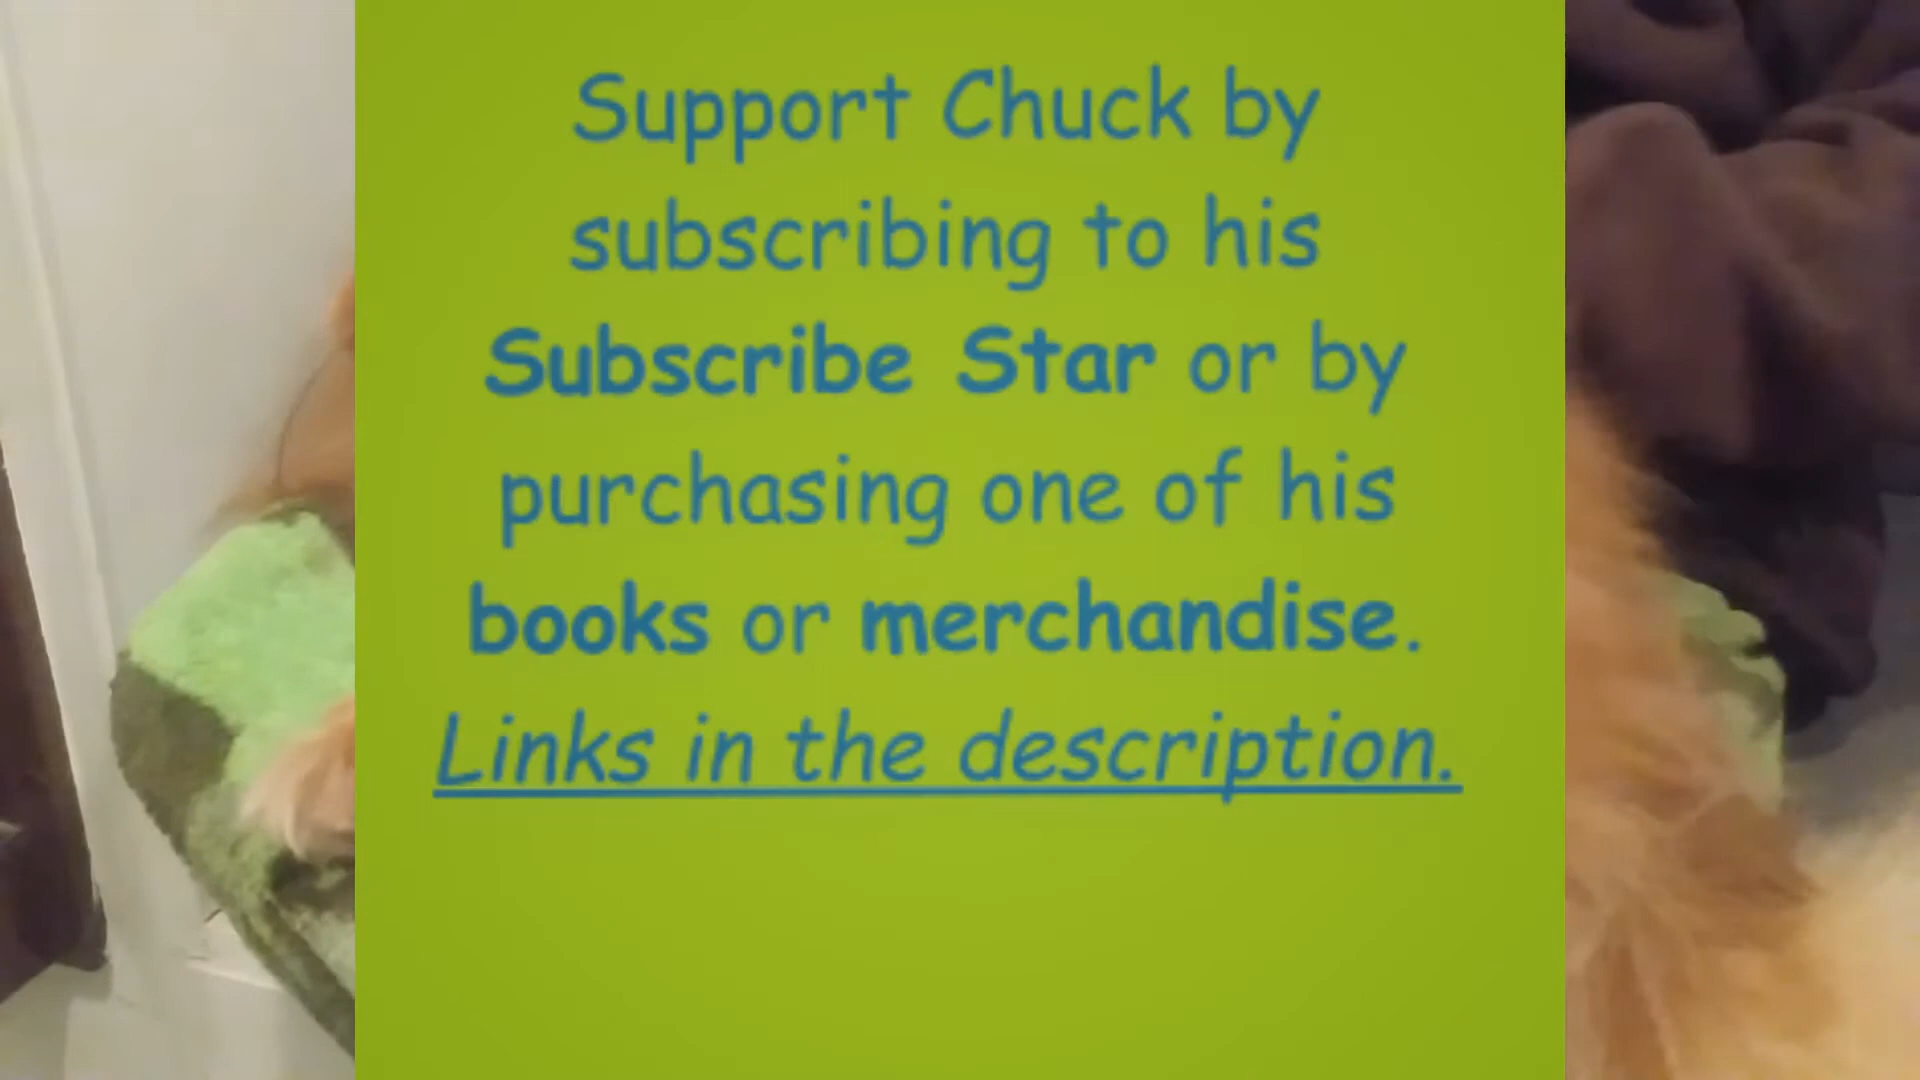 Support Chuck by
subscribing to his
Subscribe Star or by
purchasing one of his
books or merchandise.
Links in the description.